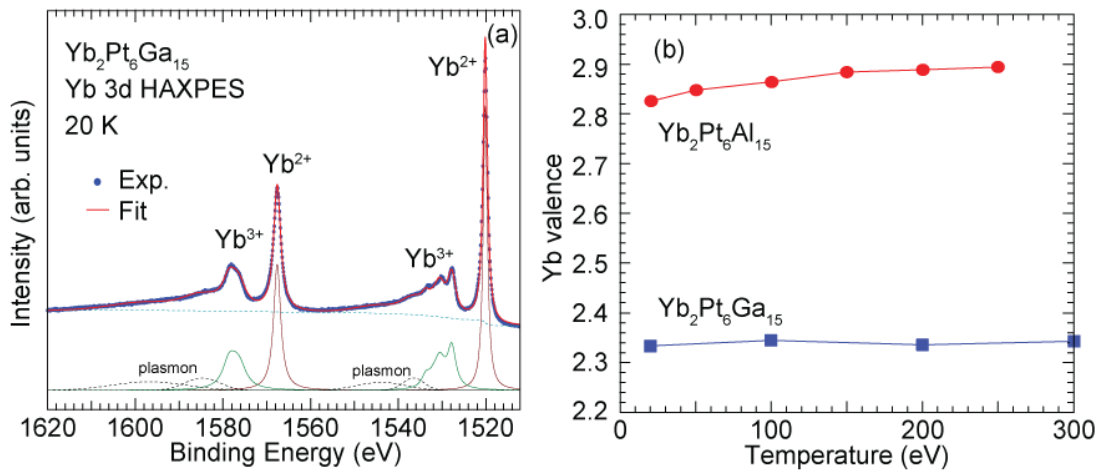 (a)
Yb₂Pt₆Ga₁₅
Yb 3d HAXPES
20 K
Exp.
Fit
Yb²⁺
Yb²⁺
Yb³⁺
Yb³⁺
plasmon
plasmon
Intensity (arb. units)
1620 1600 1580 1560 1540 1520
Binding Energy (eV)
(b)
3.0
2.9
2.8
2.7
2.6
2.5
2.4
2.3
2.2
Yb valence
Yb₂Pt₆Al₁₅
Yb₂Pt₆Ga₁₅
0 100 200 300
Temperature (eV)